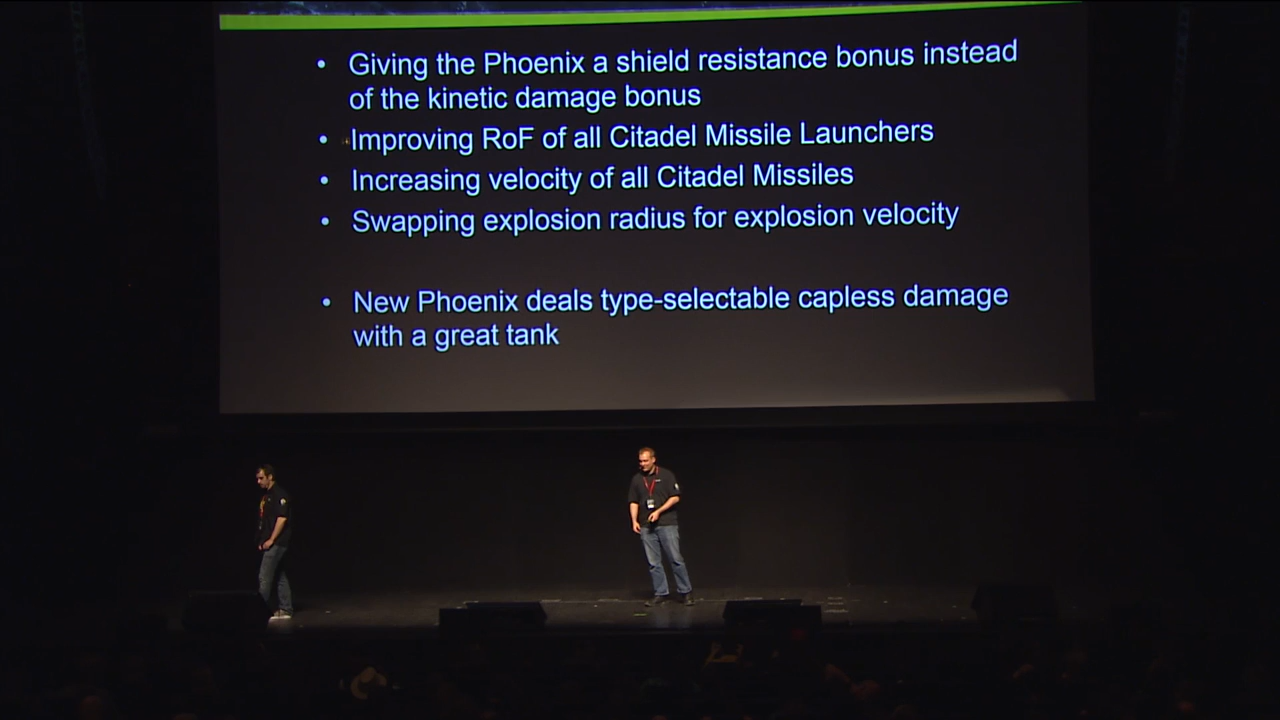 • Giving the Phoenix a shield resistance bonus instead
of the kinetic damage bonus
• Improving RoF of all Citadel Missile Launchers
• Increasing velocity of all Citadel Missiles
• Swapping explosion radius for explosion velocity
• New Phoenix deals type-selectable capless damage
with a great tank